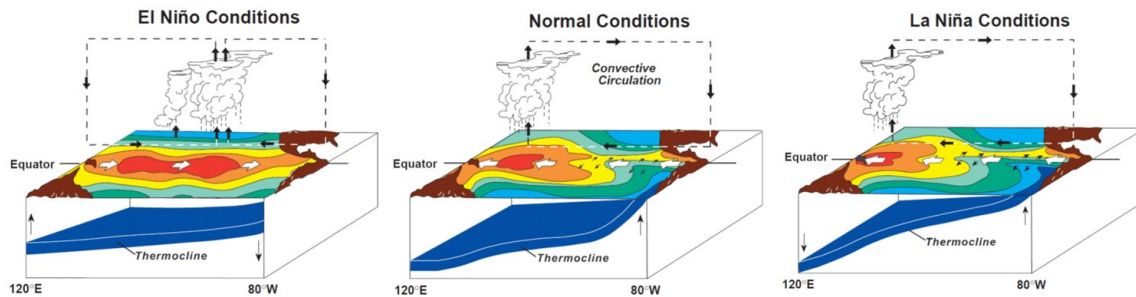 El Niño Conditions
Equator
Thermocline
120°E
80°W
Normal Conditions
Convective
Circulation
Equator
Thermocline
120°E
80°W
La Niña Conditions
Equator
Thermocline
120°E
80°W